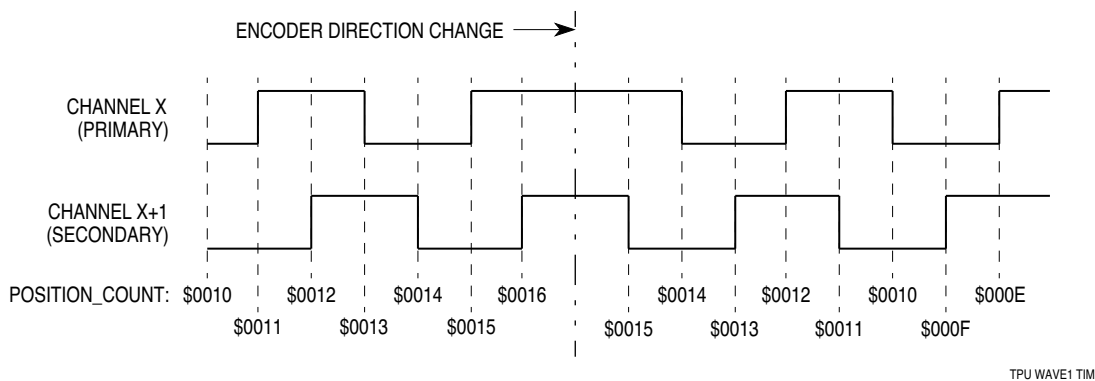 ENCODER DIRECTION CHANGE
CHANNEL X
(PRIMARY)
CHANNEL X+1
(SECONDARY)
POSITION_COUNT: $0010 $0012 $0014 $0016 $0014 $0012 $0010 $000E
$0011 $0013 $0015 $0015 $0013 $0011 $000F
TPU WAVE1 TIM